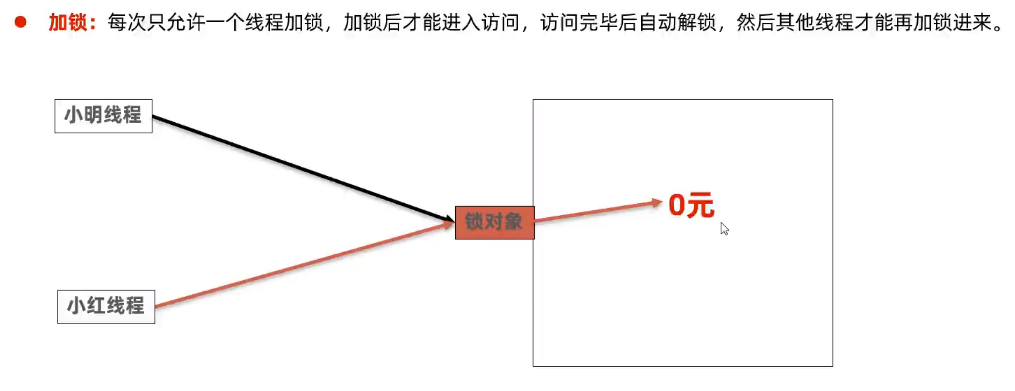 加锁：每次只允许一个线程加锁，加锁后才能进入访问，访问完毕后自动解锁，然后其他线程才能再加锁进来。
小明线程
锁对象
0元
小红线程